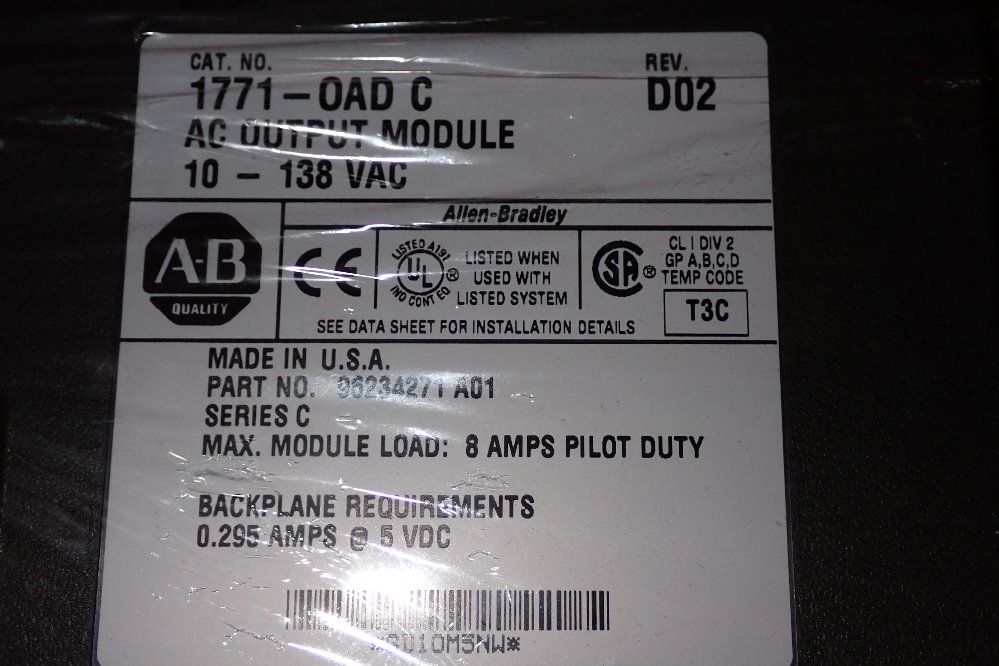 CAT. NO.
REV.
1771-OAD C
D02
AC OUTPUT MODULE
10 - 138 VAC
Allen-Bradley
A-B
QUALITY
CE
LISTED A191
UL
IND CONT EQ
®
LISTED WHEN
USED WITH
LISTED SYSTEM
SA
®
CL I DIV 2
GP A,B,C,D
TEMP CODE
T3C
SEE DATA SHEET FOR INSTALLATION DETAILS
MADE IN U.S.A.
PART NO. 96234271 A01
SERIES C
MAX. MODULE LOAD: 8 AMPS PILOT DUTY
BACKPLANE REQUIREMENTS
0.295 AMPS @ 5 VDC